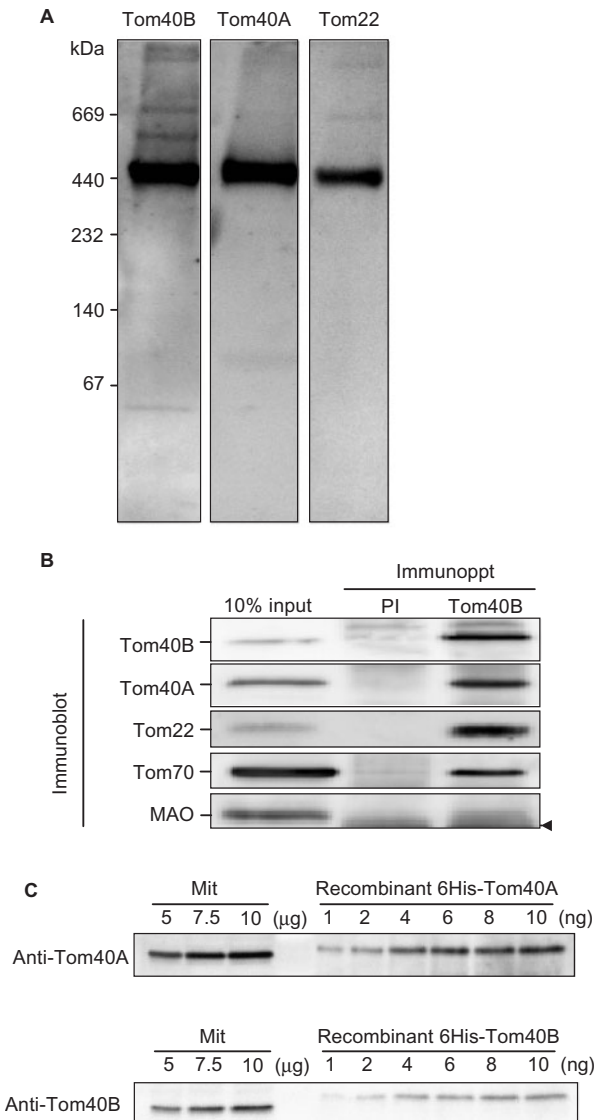 A
Tom40B Tom40A Tom22
kDa
669
440
232
140
67
B
Immunoppt
10% input PI Tom40B
Immunoblot
Tom40B
Tom40A
Tom22
Tom70
MAO
C
Mit Recombinant 6His-Tom40A
5 7.5 10 (μg) 1 2 4 6 8 10 (ng)
Anti-Tom40A
Mit Recombinant 6His-Tom40B
5 7.5 10 (μg) 1 2 4 6 8 10 (ng)
Anti-Tom40B